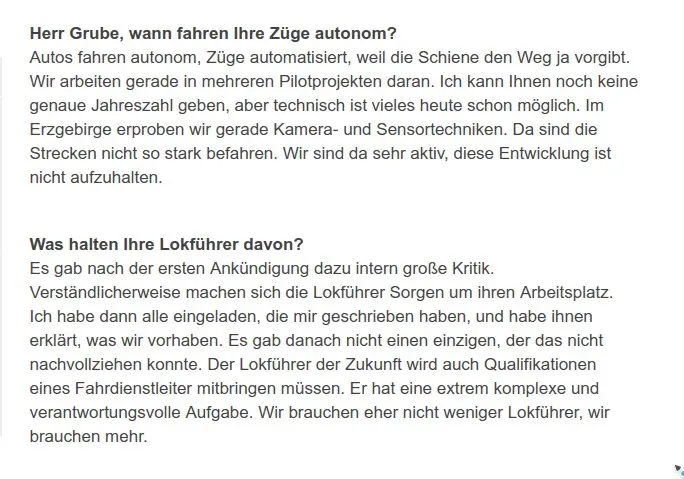 Herr Grube, wann fahren Ihre Züge autonom?
Autos fahren autonom, Züge automatisiert, weil die Schiene den Weg ja vorgibt.
Wir arbeiten gerade in mehreren Pilotprojekten daran. Ich kann Ihnen noch keine
genaue Jahreszahl geben, aber technisch ist vieles heute schon möglich. Im
Erzgebirge erproben wir gerade Kamera- und Sensortechniken. Da sind die
Strecken nicht so stark befahren. Wir sind da sehr aktiv, diese Entwicklung ist
nicht aufzuhalten.
Was halten Ihre Lokführer davon?
Es gab nach der ersten Ankündigung dazu intern große Kritik.
Verständlicherweise machen sich die Lokführer Sorgen um ihren Arbeitsplatz.
Ich habe dann alle eingeladen, die mir geschrieben haben, und habe ihnen
erklärt, was wir vorhaben. Es gab danach nicht einen einzigen, der das nicht
nachvollziehen konnte. Der Lokführer der Zukunft wird auch Qualifikationen
eines Fahrdienstleiter mitbringen müssen. Er hat eine extrem komplexe und
verantwortungsvolle Aufgabe. Wir brauchen eher nicht weniger Lokführer, wir
brauchen mehr.